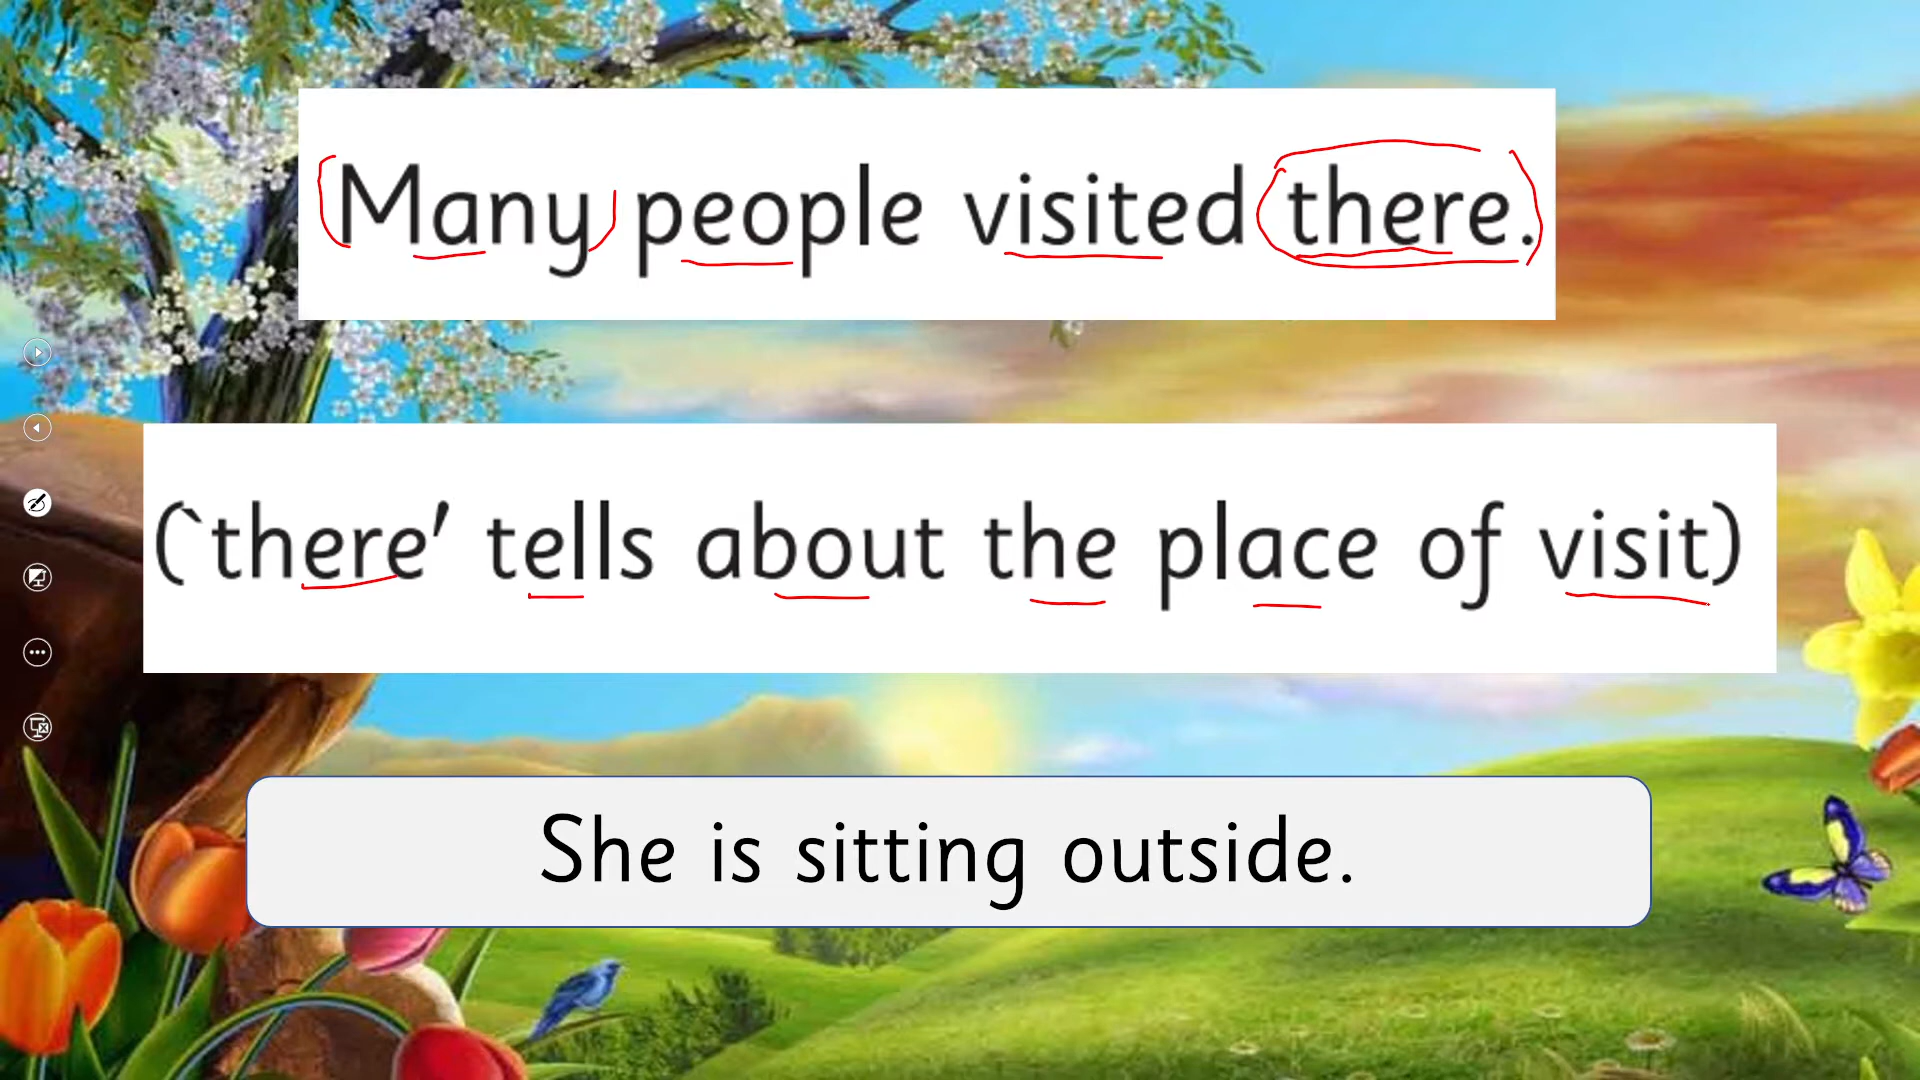 Many people visited there.
(`there' tells about the place of visit)
She is sitting outside.